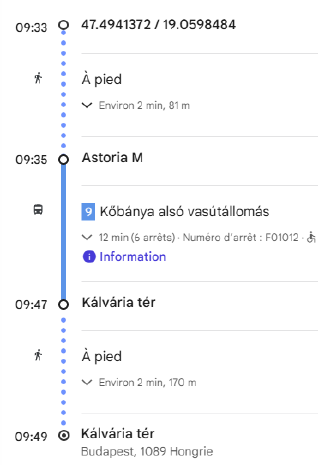 09:33 47.4941372 / 19.0598484
À pied
Environ 2 min, 81 m
09:35 Astoria M
9 Kőbánya alsó vasútállomás
12 min (6 arrêts) · Numéro d'arrêt : F01012 ·
Information
09:47 Kálvária tér
À pied
Environ 2 min, 170 m
09:49 Kálvária tér
Budapest, 1089 Hongrie